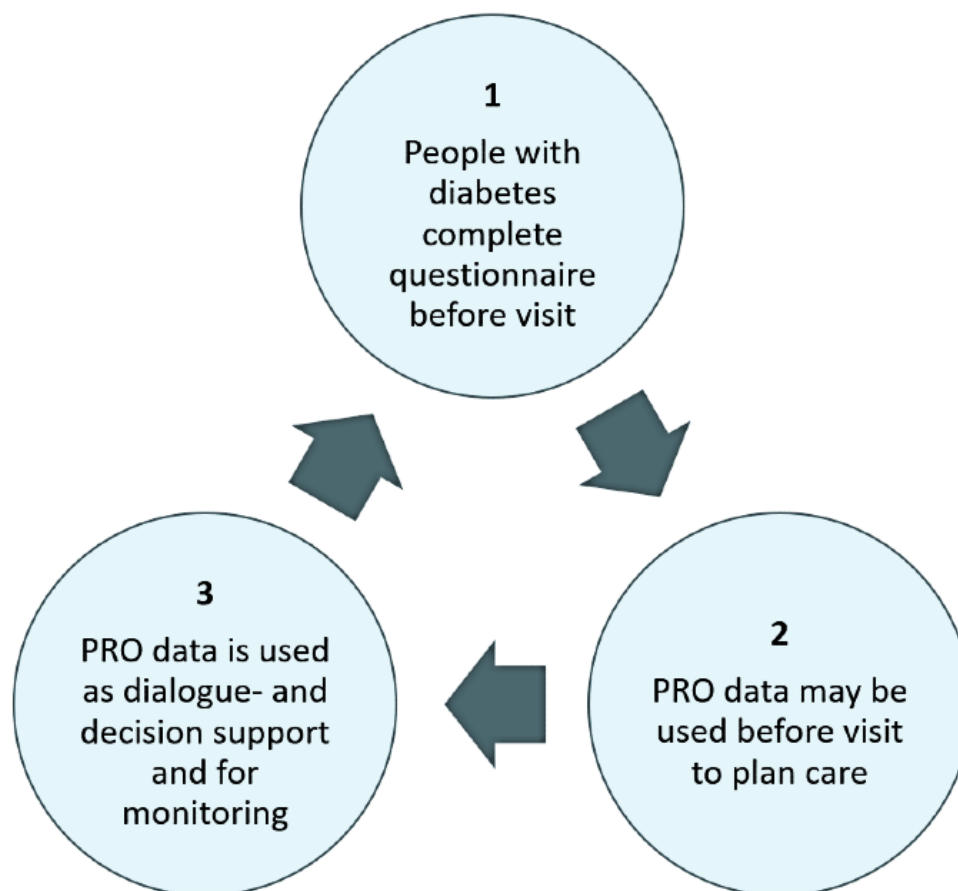 1
People with
diabetes
complete
questionnaire
before visit
2
PRO data may be
used before visit
to plan care
3
PRO data is used
as dialogue- and
decision support
and for
monitoring